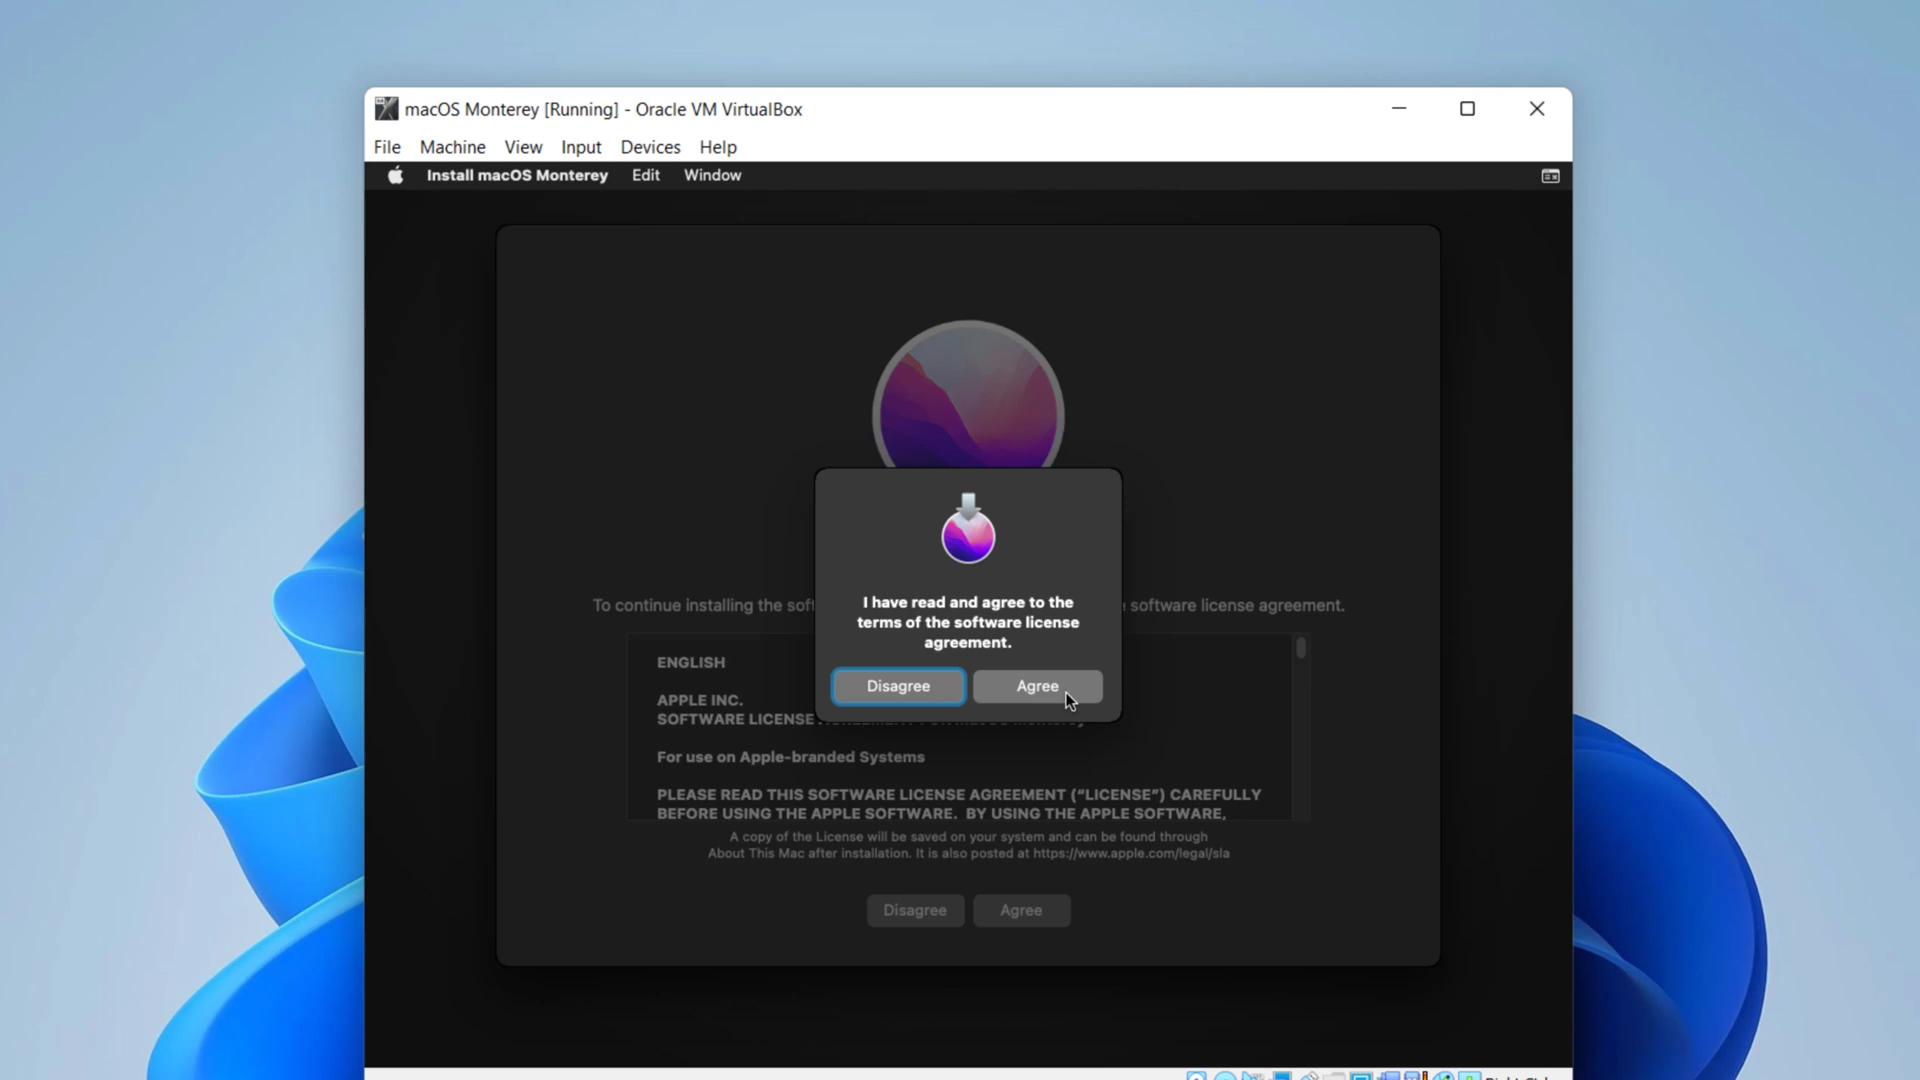 macOS Monterey [Running] - Oracle VM VirtualBox
File Machine View Input Devices Help
Install macOS Monterey Edit Window
To continue installing the
software license agreement.
I have read and agree to the
terms of the software license
agreement.
Disagree Agree
ENGLISH
APPLE INC.
SOFTWARE LICENSE
For use on Apple-branded Systems
PLEASE READ THIS SOFTWARE LICENSE AGREEMENT (“LICENSE”) CAREFULLY
BEFORE USING THE APPLE SOFTWARE. BY USING THE APPLE SOFTWARE,
A copy of the License will be saved on your system and can be found through
About This Mac after installation. It is also posted at https://www.apple.com/legal/sla
Disagree Agree